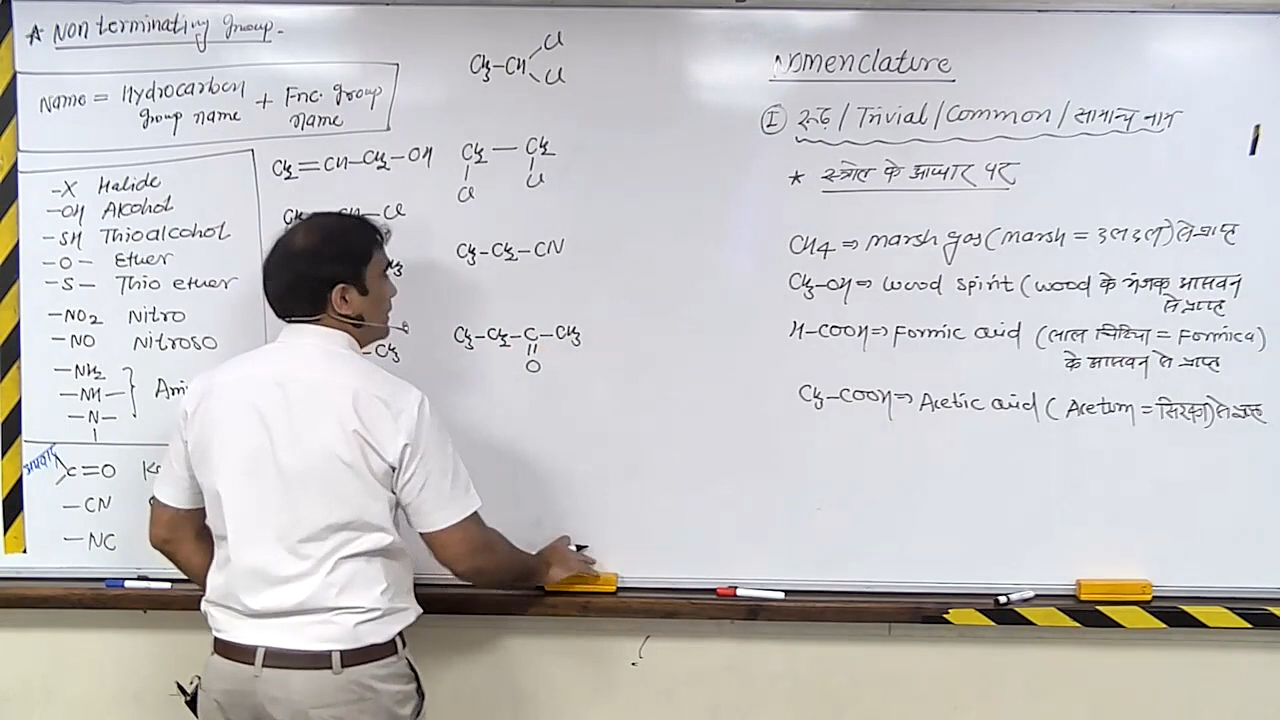 * Non terminating group.
Name = Hydrocarbon group name + Fnc. group name
-X Halide
-OH Alcohol
-SH Thioalcohol
-O- Ether
-S- Thio ether
-NO2 Nitro
-NO Nitroso
-NH2
-NH-
-N-
अपवाद
C=O
-CN
-NC
CH2=CH-CH2-OH
-Cl
-CH3
CH3-CH
Cl
Cl
CH2-CH2
Cl
Cl
CH3-CH2-CN
CH3-CH2-C-CH3
O
Nomenclature
I रूढ़ / Trivial / Common / सामान्य नाम
* स्त्रोत के आधार पर
CH4 ⇒ Marsh gas (Marsh = दलदल) से प्राप्त
CH3-OH ⇒ wood spirit (wood के भंजक आसवन
से प्राप्त
H-COOH ⇒ Formic acid (लाल चिटिया = Formica)
के आसवन से प्राप्त
CH3-COOH ⇒ Acetic acid (Acetum = सिरका) से प्राप्त